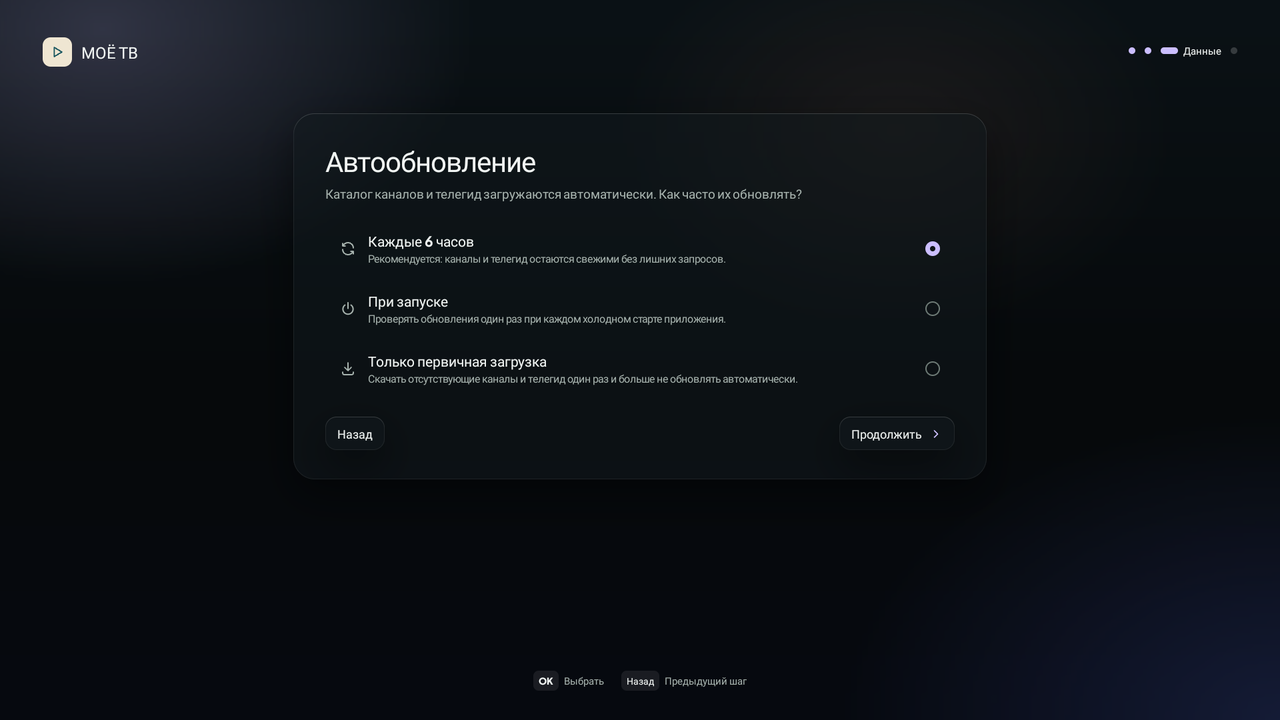 МОЁ ТВ
Данные
Автообновление
Каталог каналов и телегид загружаются автоматически. Как часто их обновлять?
Каждые 6 часов
Рекомендуется: каналы и телегид остаются свежими без лишних запросов.
При запуске
Проверять обновления один раз при каждом холодном старте приложения.
Только первичная загрузка
Скачать отсутствующие каналы и телегид один раз и больше не обновлять автоматически.
Назад
Продолжить
OK Выбрать Назад Предыдущий шаг